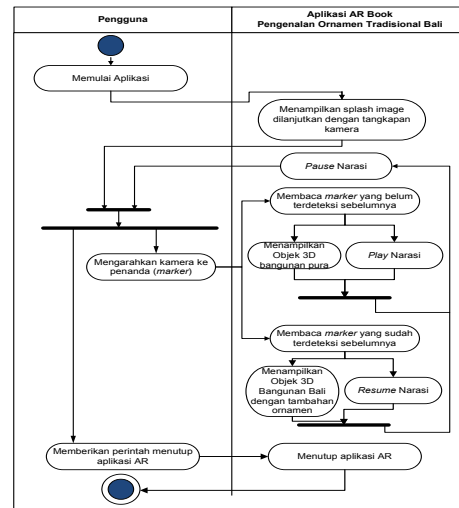 Pengguna
Aplikasi AR Book
Pengenalan Ornamen Tradisional Bali
Memulai Aplikasi
Menampilkan splash image
dilanjutkan dengan tangkapan
kamera
Pause Narasi
Membaca marker yang belum
terdeteksi sebelumnya
Mengarahkan kamera ke
penanda (marker)
Menampilkan
Objek 3D
bangunan pura
Play Narasi
Membaca marker yang sudah
terdeteksi sebelumnya
Menampilkan
Objek 3D
Bangunan Bali
dengan tambahan
ornamen
Resume Narasi
Memberikan perintah menutup
aplikasi AR
Menutup aplikasi AR